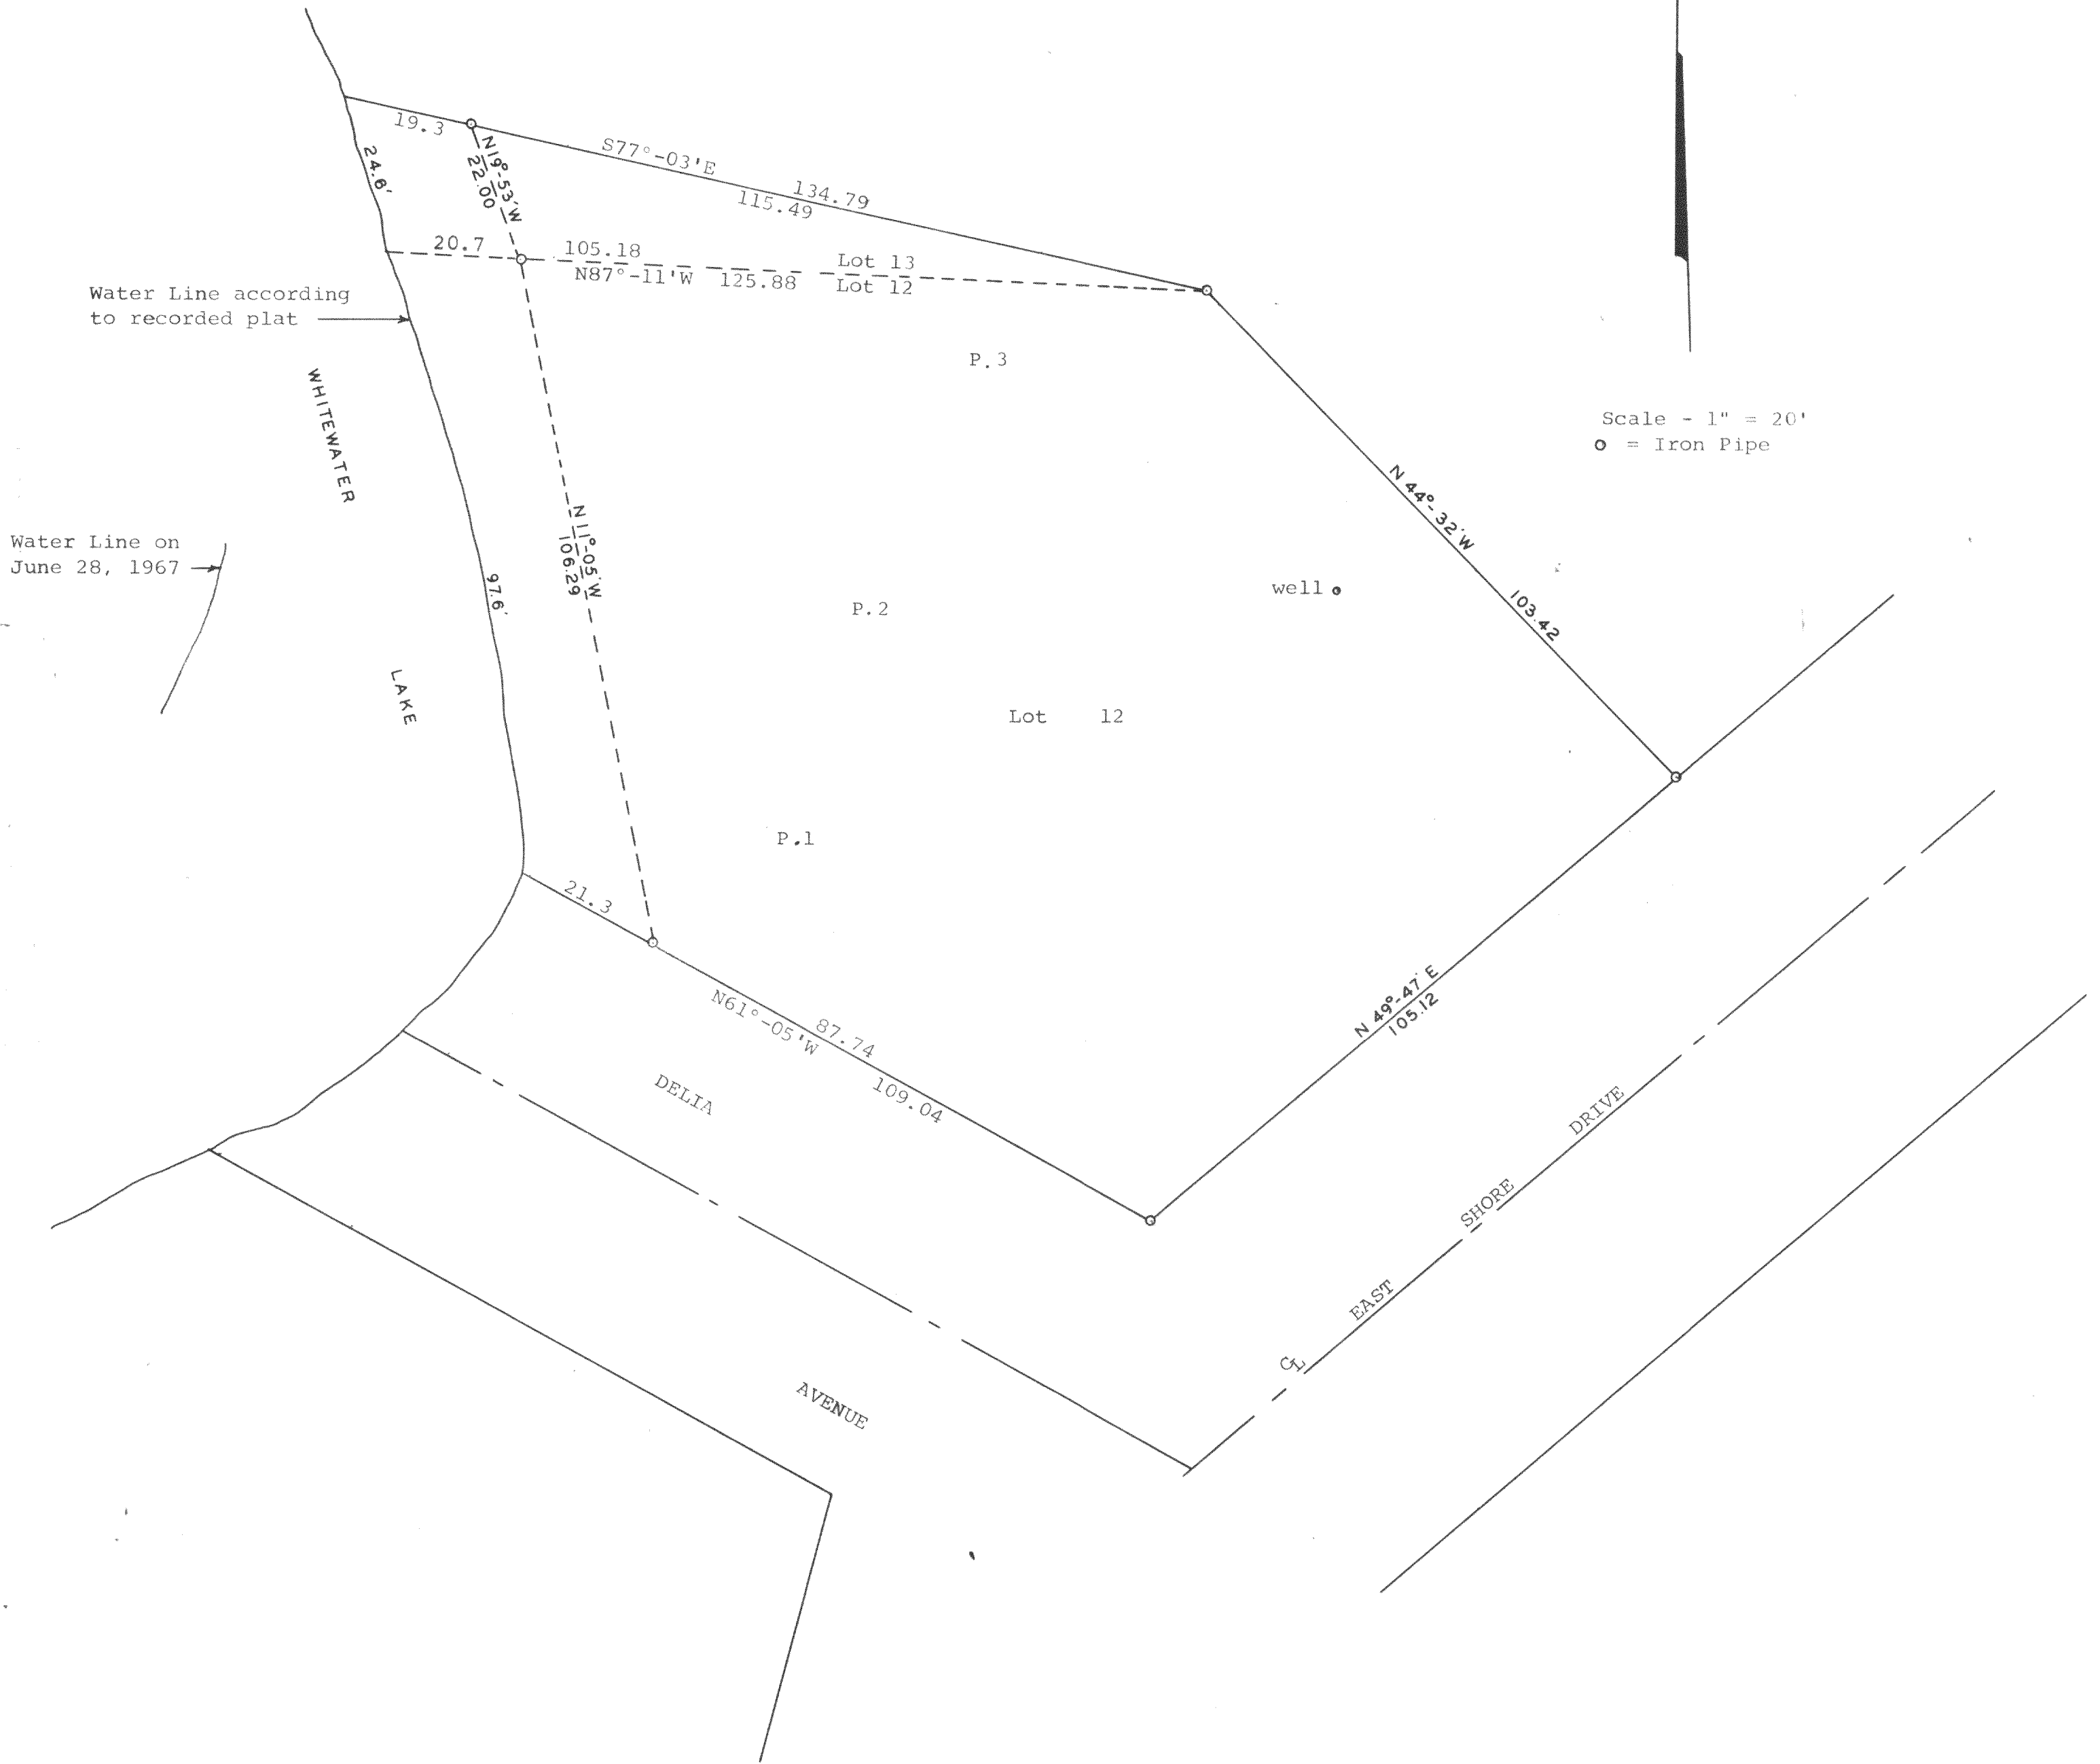 19.3
S77°-03'E
134.79
115.49
N19°-53'W
22.00
24.6'
20.7
105.18
N87°-11'W 125.88
Lot 13
Lot 12
Water Line according
to recorded plat
P.3
WHITEWATER
LAKE
Scale - 1" = 20'
o = Iron Pipe
N 44°-32'W
103.42
Water Line on
June 28, 1967
N 11°-05'W
106.29
97.6'
well
P.2
Lot 12
P.1
21.3
N61°-05'W
87.74
109.04
N 49°-47'E
105.12
DELIA
AVENUE
CL EAST SHORE DRIVE